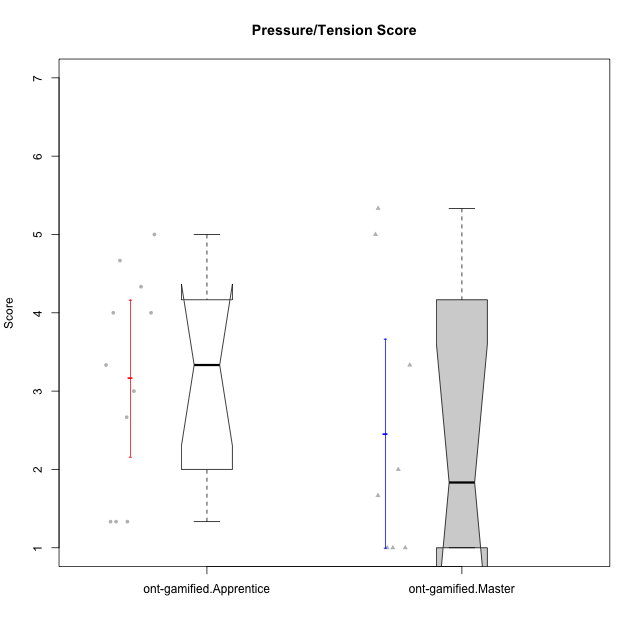 Pressure/Tension Score
7
6
5
4
3
2
1
Score
ont-gamified.Apprentice
ont-gamified.Master